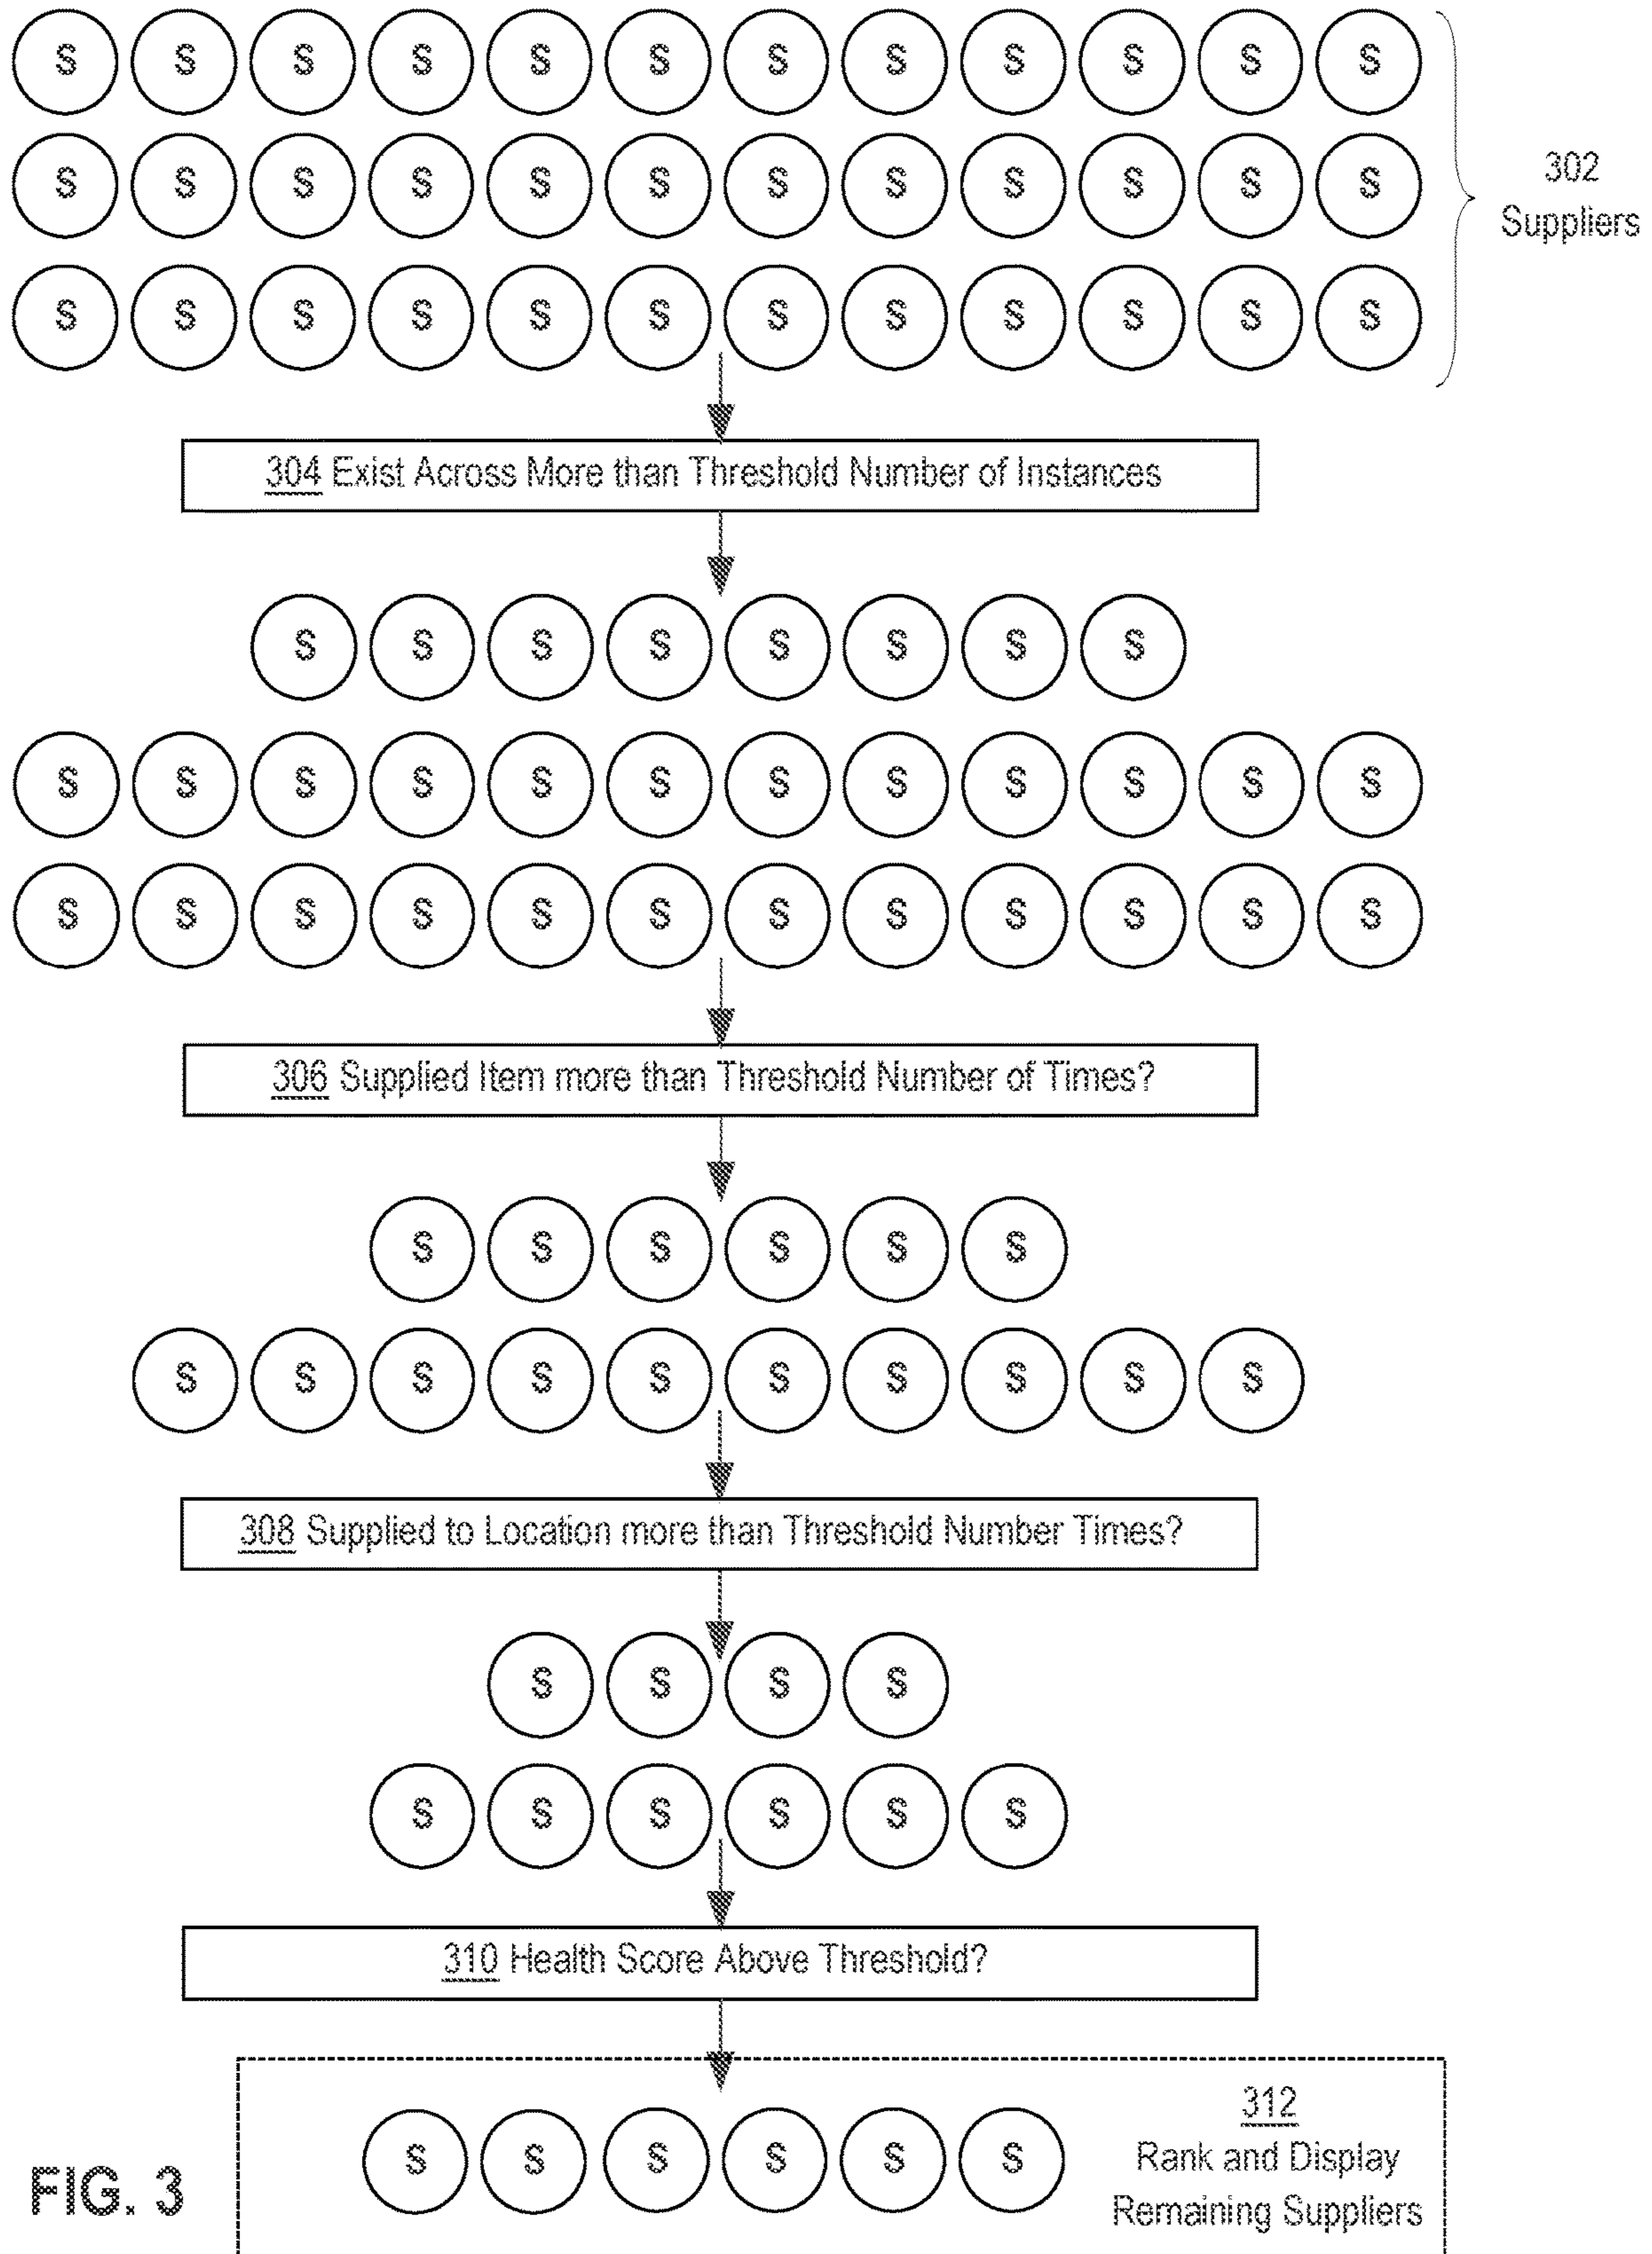 S S S S S S S S S S S S
S S S S S S S S S S S S
302
Suppliers
S S S S S S S S S S S S
304 Exist Across More than Threshold Number of Instances
S S S S S S S S
S S S S S S S S S S S S
S S S S S S S S S S S S
306 Supplied Item more than Threshold Number of Times?
S S S S S S
S S S S S S S S S S
308 Supplied to Location more than Threshold Number Times?
S S S S
S S S S S S
310 Health Score Above Threshold?
S S S S S S
312
Rank and Display
Remaining Suppliers
FIG. 3